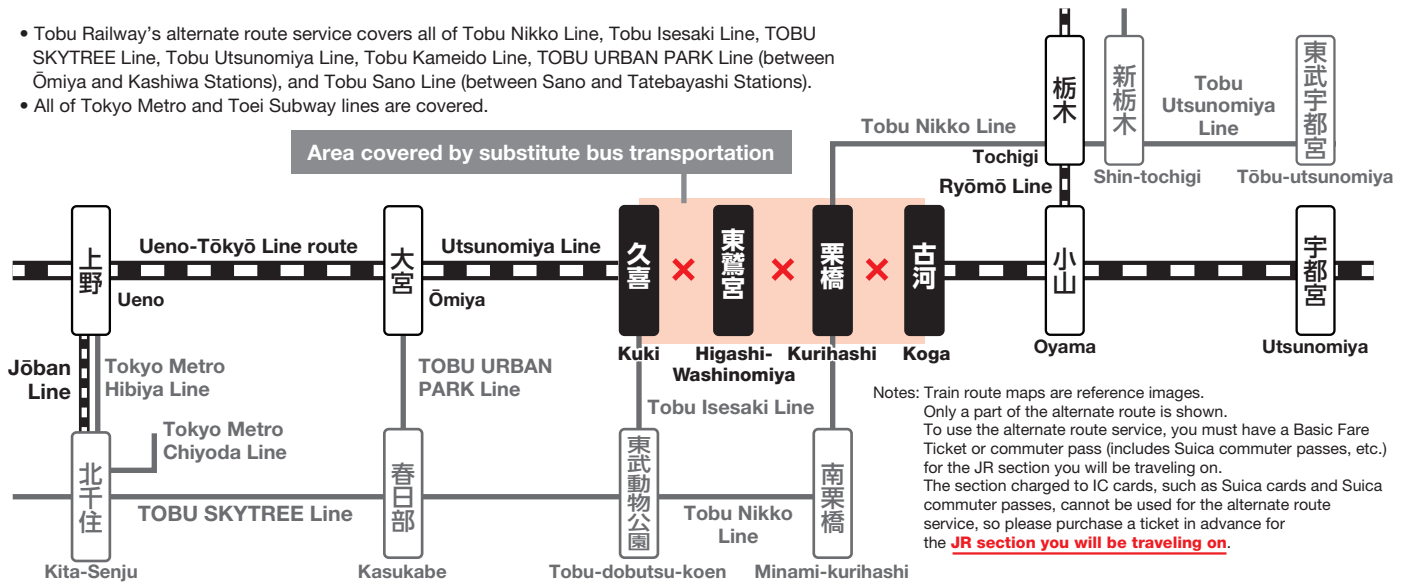 • Tobu Railway's alternate route service covers all of Tobu Nikko Line, Tobu Isesaki Line, TOBU
SKYTREE Line, Tobu Utsunomiya Line, Tobu Kameido Line, TOBU URBAN PARK Line (between
Ōmiya and Kashiwa Stations), and Tobu Sano Line (between Sano and Tatebayashi Stations).
• All of Tokyo Metro and Toei Subway lines are covered.
Area covered by substitute bus transportation
Tobu Nikko Line
栃木
Tochigi
新栃木
Shin-tochigi
Tobu
Utsunomiya
Line
東武宇都宮
Tōbu-utsunomiya
Ryōmō Line
上野
Ueno
Ueno-Tōkyō Line route
大宮
Ōmiya
Utsunomiya Line
久喜
Kuki
東鷲宮
Higashi-
Washinomiya
栗橋
Kurihashi
古河
Koga
小山
Oyama
宇都宮
Utsunomiya
Jōban
Line
Tokyo Metro
Hibiya Line
Tokyo Metro
Chiyoda Line
TOBU URBAN
PARK Line
Tobu Isesaki Line
北千住
Kita-Senju
TOBU SKYTREE Line
春日部
Kasukabe
東武動物公園
Tobu-dobutsu-koen
Tobu Nikko
Line
南栗橋
Minami-kurihashi
Notes: Train route maps are reference images.
Only a part of the alternate route is shown.
To use the alternate route service, you must have a Basic Fare
Ticket or commuter pass (includes Suica commuter passes, etc.)
for the JR section you will be traveling on.
The section charged to IC cards, such as Suica cards and Suica
commuter passes, cannot be used for the alternate route
service, so please purchase a ticket in advance for
the JR section you will be traveling on.